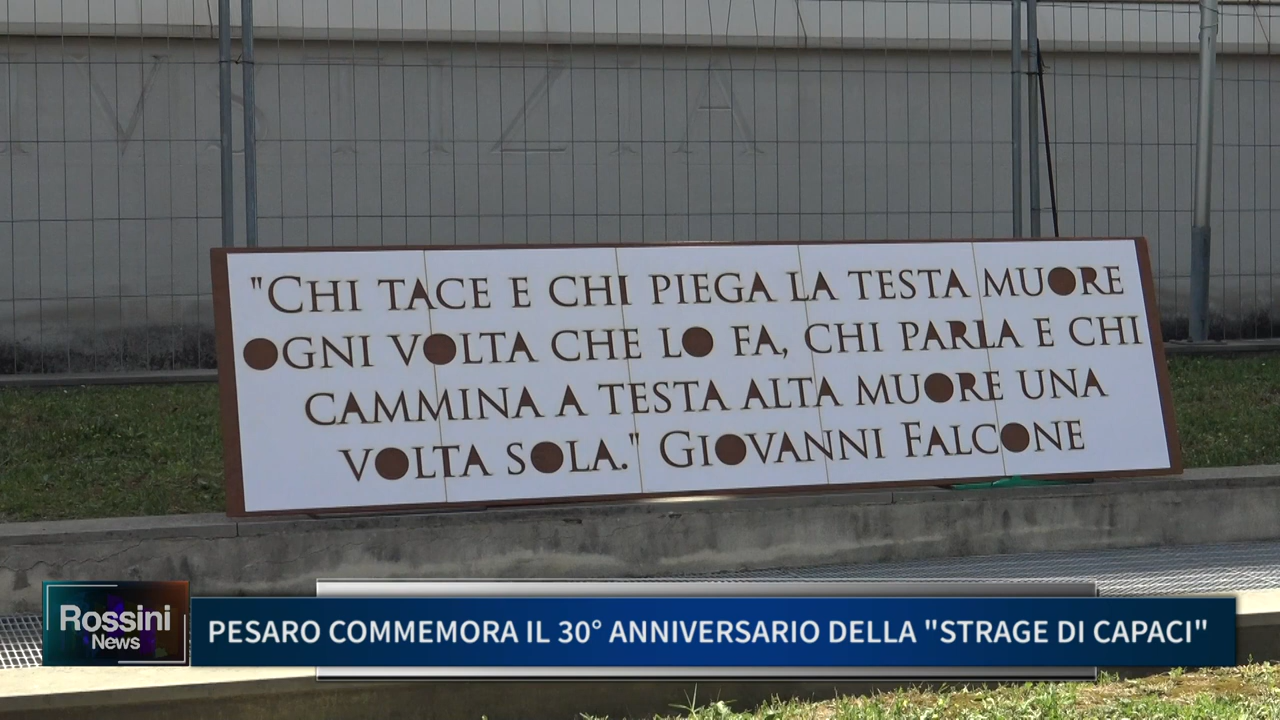 IVSTIZIA
"CHI TACE E CHI PIEGA LA TESTA MUORE
OGNI VOLTA CHE LO FA, CHI PARLA E CHI
CAMMINA A TESTA ALTA MUORE UNA
VOLTA SOLA." GIOVANNI FALCONE
Rossini
News
PESARO COMMEMORA IL 30° ANNIVERSARIO DELLA "STRAGE DI CAPACI"